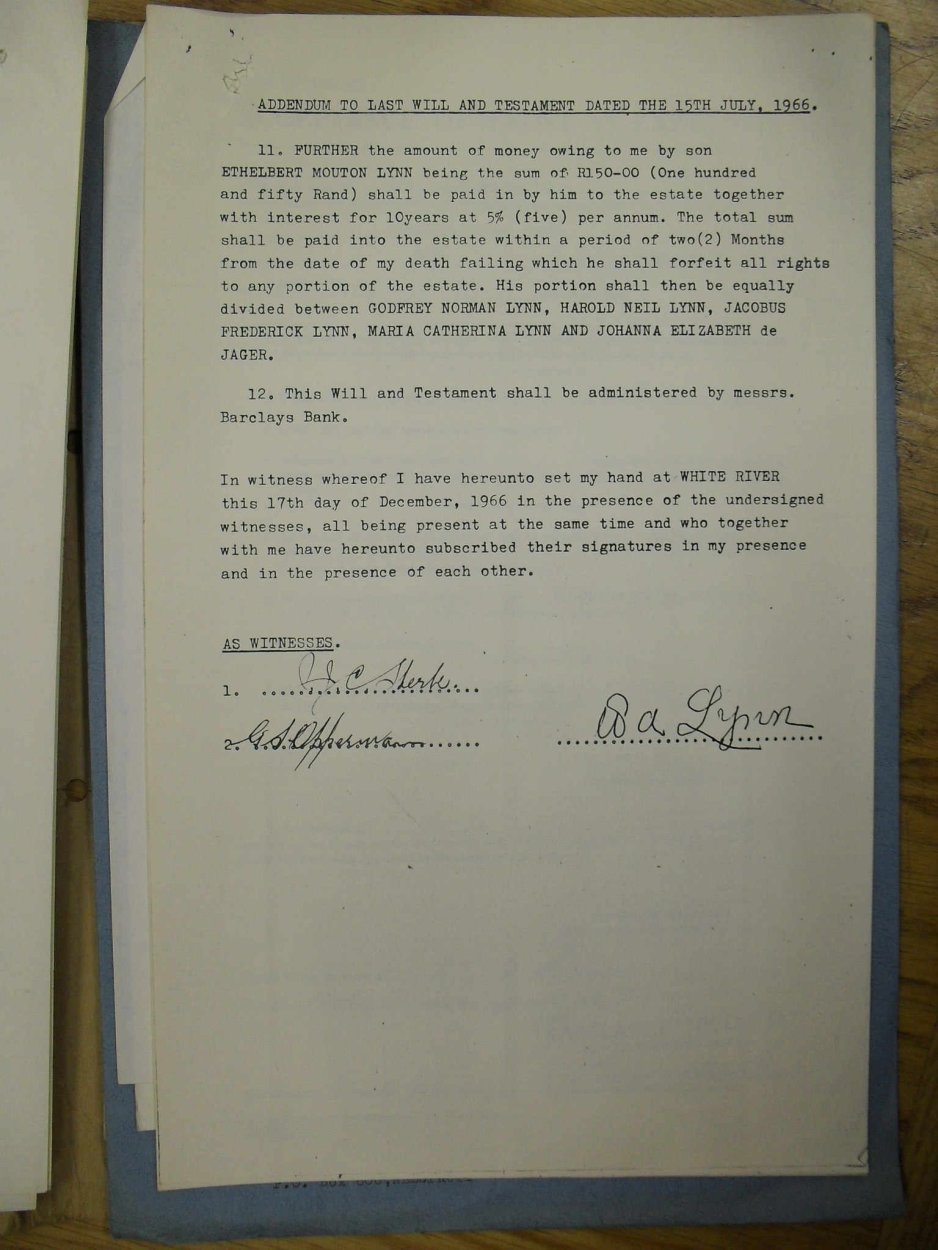 ADDENDUM TO LAST WILL AND TESTAMENT DATED THE 15TH JULY, 1966.
11. FURTHER the amount of money owing to me by son
ETHELBERT MOUTON LYNN being the sum of R150-00 (One hundred
and fifty Rand) shall be paid in by him to the estate together
with interest for 10years at 5% (five) per annum. The total sum
shall be paid into the estate within a period of two(2) Months
from the date of my death failing which he shall forfeit all rights
to any portion of the estate. His portion shall then be equally
divided between GODFREY NORMAN LYNN, HAROLD NEIL LYNN, JACOBUS
FREDERICK LYNN, MARIA CATHERINA LYNN AND JOHANNA ELIZABETH de
JAGER.
12. This Will and Testament shall be administered by messrs.
Barclays Bank.
In witness whereof I have hereunto set my hand at WHITE RIVER
this 17th day of December, 1966 in the presence of the undersigned
witnesses, all being present at the same time and who together
with me have hereunto subscribed their signatures in my presence
and in the presence of each other.
AS WITNESSES.
1.
2. G.S. Opperman
Lynn